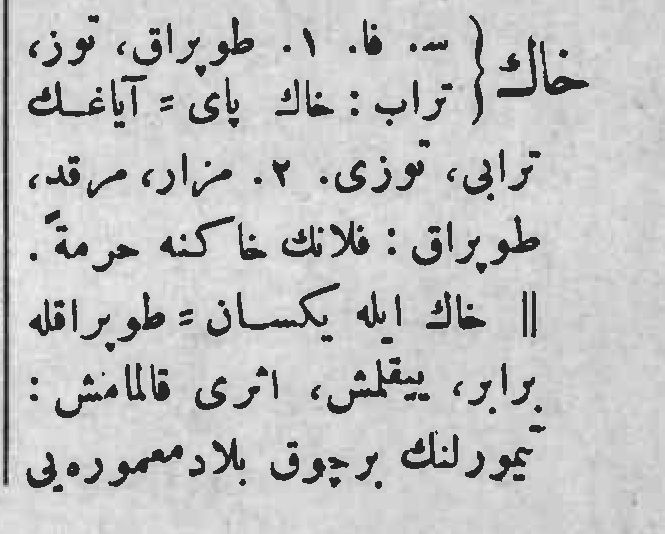 خاك { س. فا. ١. طوپراق، توز،
تراب : خاك پای = آیاغك
ترابی، توزی. ٢. مزار، مرقد،
طوپراق : فلانك خاكنه حرمةً.
|| خاك ایله یكسان = طوپراقله
برابر، ییقلمش، اثری قالمامش :
تیمورلنك برچوق بلاد معموره‌یی